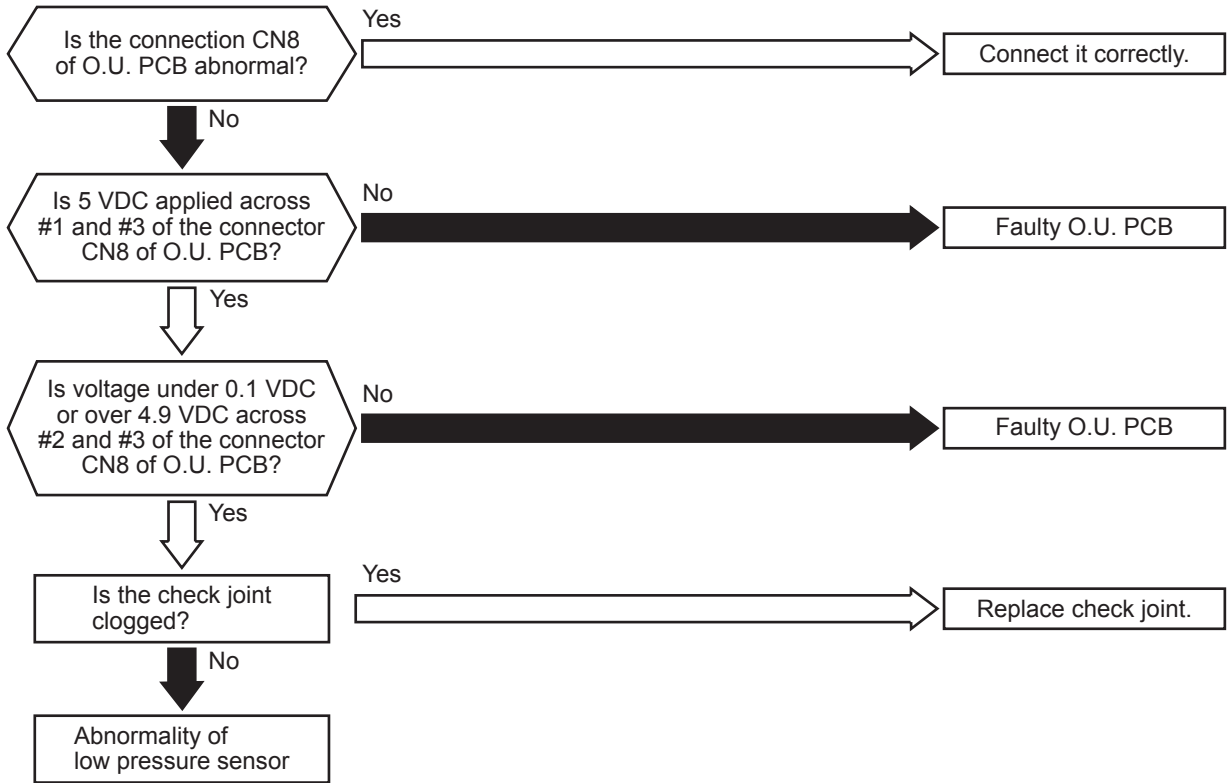 Is the connection CN8
of O.U. PCB abnormal?
Yes
Connect it correctly.
No
Is 5 VDC applied across
#1 and #3 of the connector
CN8 of O.U. PCB?
No
Faulty O.U. PCB
Yes
Is voltage under 0.1 VDC
or over 4.9 VDC across
#2 and #3 of the connector
CN8 of O.U. PCB?
No
Faulty O.U. PCB
Yes
Is the check joint
clogged?
Yes
Replace check joint.
No
Abnormality of
low pressure sensor